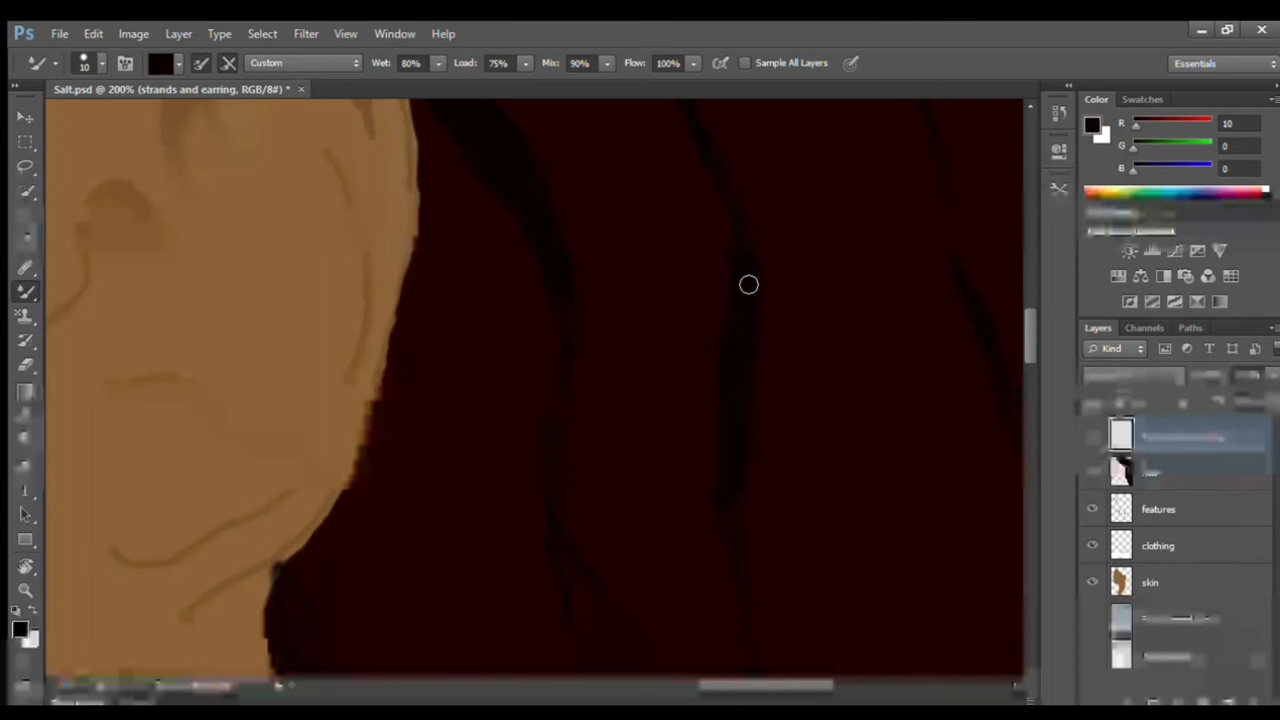 Ps File Edit Image Layer Type Select Filter View Window Help
10 Custom Wet: 80% Load: 75% Mix: 90% Flow: 100% Sample All Layers Essentials
Salt.psd @ 200% (strands and earring, RGB/8#) * ×
Color Swatches
R 10
G 0
B 0
Layers Channels Paths
Kind
features
clothing
skin